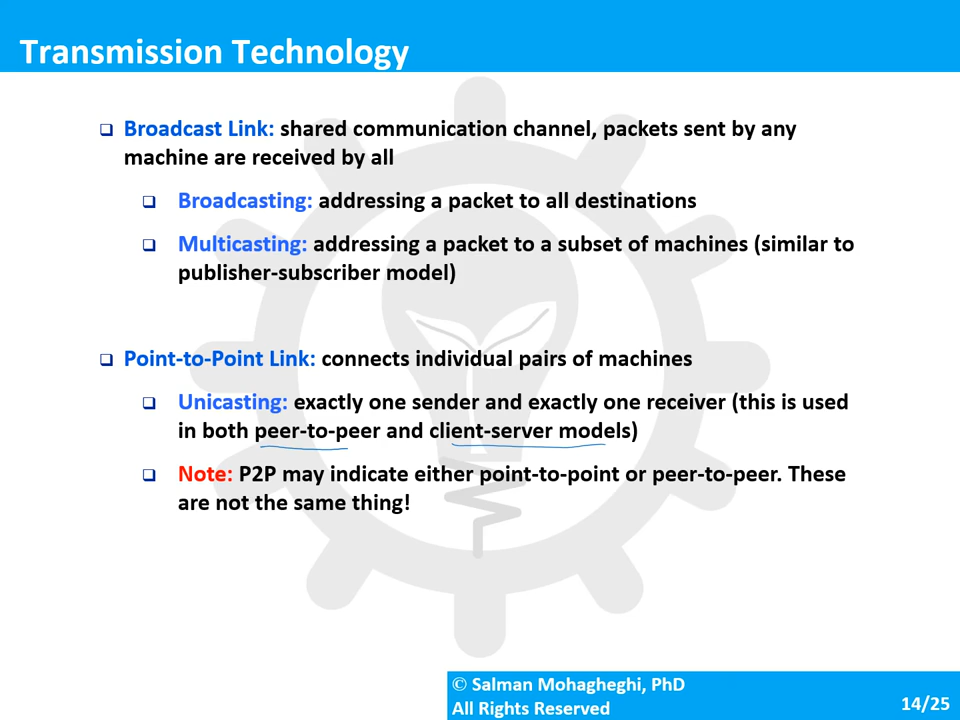 Transmission Technology
Broadcast Link: shared communication channel, packets sent by any
machine are received by all
Broadcasting: addressing a packet to all destinations
Multicasting: addressing a packet to a subset of machines (similar to
publisher-subscriber model)
Point-to-Point Link: connects individual pairs of machines
Unicasting: exactly one sender and exactly one receiver (this is used
in both peer-to-peer and client-server models)
Note: P2P may indicate either point-to-point or peer-to-peer. These
are not the same thing!
© Salman Mohagheghi, PhD
All Rights Reserved
14/25